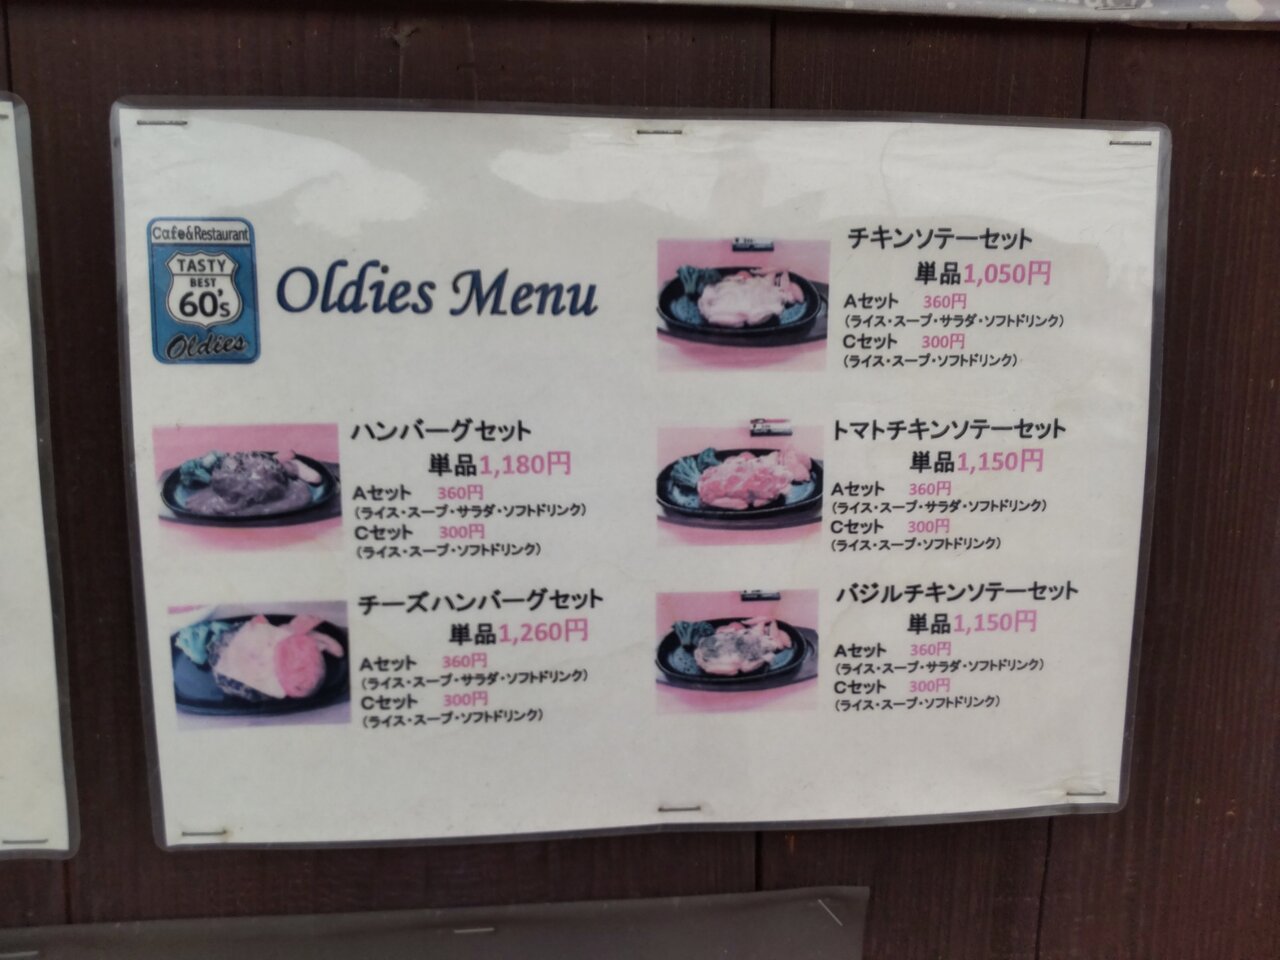 Cafe&Restaurant
TASTY
BEST
60's
Oldies
Oldies Menu
ハンバーグセット
単品1,180円
Aセット 360円
(ライス・スープ・サラダ・ソフトドリンク)
Cセット 300円
(ライス・スープ・ソフトドリンク)
チーズハンバーグセット
単品1,260円
Aセット 360円
(ライス・スープ・サラダ・ソフトドリンク)
Cセット 300円
(ライス・スープ・ソフトドリンク)
チキンソテーセット
単品1,050円
Aセット 360円
(ライス・スープ・サラダ・ソフトドリンク)
Cセット 300円
(ライス・スープ・ソフトドリンク)
トマトチキンソテーセット
単品1,150円
Aセット 360円
(ライス・スープ・サラダ・ソフトドリンク)
Cセット 300円
(ライス・スープ・ソフトドリンク)
バジルチキンソテーセット
単品1,150円
Aセット 360円
(ライス・スープ・サラダ・ソフトドリンク)
Cセット 300円
(ライス・スープ・ソフトドリンク)